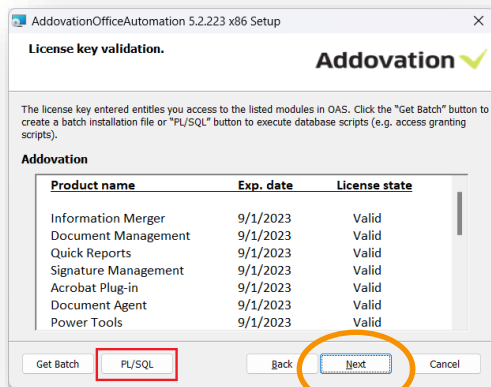 AddovationOfficeAutomation 5.2.223 x86 Setup
License key validation.
Addovation
The license key entered entitles you access to the listed modules in OAS. Click the "Get Batch" button to
create a batch installation file or "PL/SQL" button to execute database scripts (e.g. access granting
scripts).
Addovation
Product name Exp. date License state
Information Merger 9/1/2023 Valid
Document Management 9/1/2023 Valid
Quick Reports 9/1/2023 Valid
Signature Management 9/1/2023 Valid
Acrobat Plug-in 9/1/2023 Valid
Document Agent 9/1/2023 Valid
Power Tools 9/1/2023 Valid
Get Batch PL/SQL Back Next Cancel